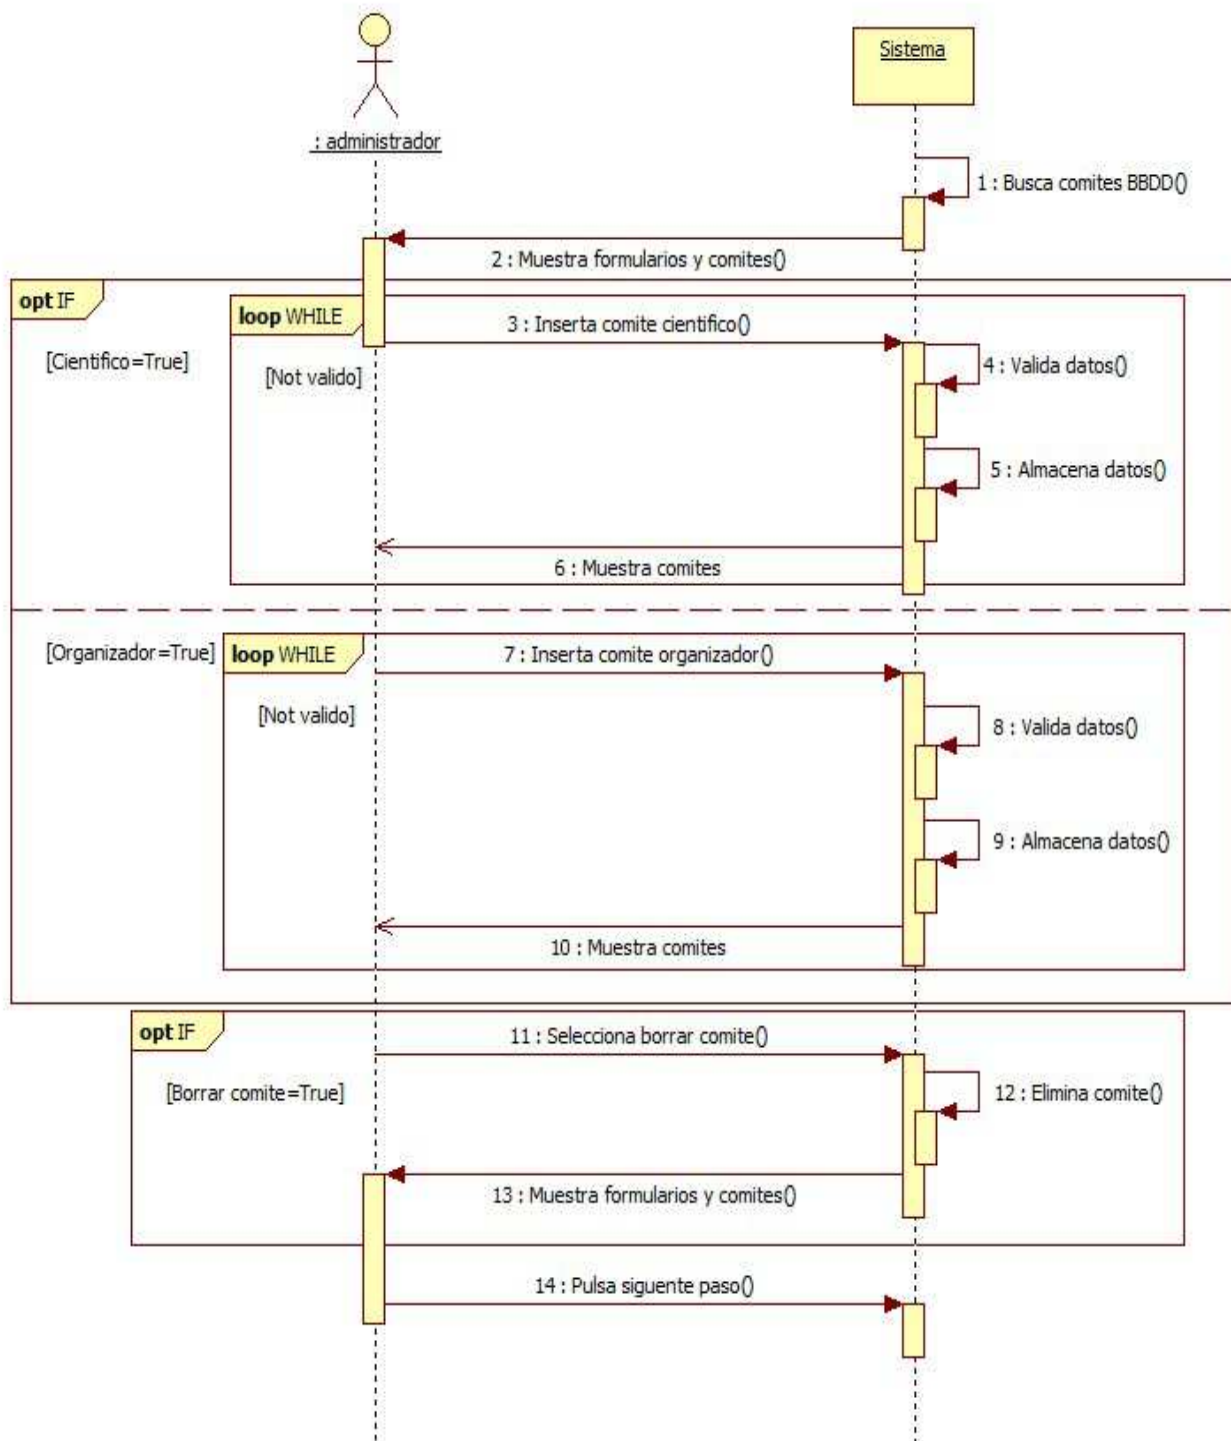 Sistema
: administrador
1 : Busca comites BBDD()
2 : Muestra formularios y comites()
opt IF
loop WHILE
3 : Inserta comite cientifico()
[Cientifico=True]
[Not valido]
4 : Valida datos()
5 : Almacena datos()
6 : Muestra comites
[Organizador=True]
loop WHILE
7 : Inserta comite organizador()
[Not valido]
8 : Valida datos()
9 : Almacena datos()
10 : Muestra comites
opt IF
11 : Selecciona borrar comite()
[Borrar comite=True]
12 : Elimina comite()
13 : Muestra formularios y comites()
14 : Pulsa siguente paso()